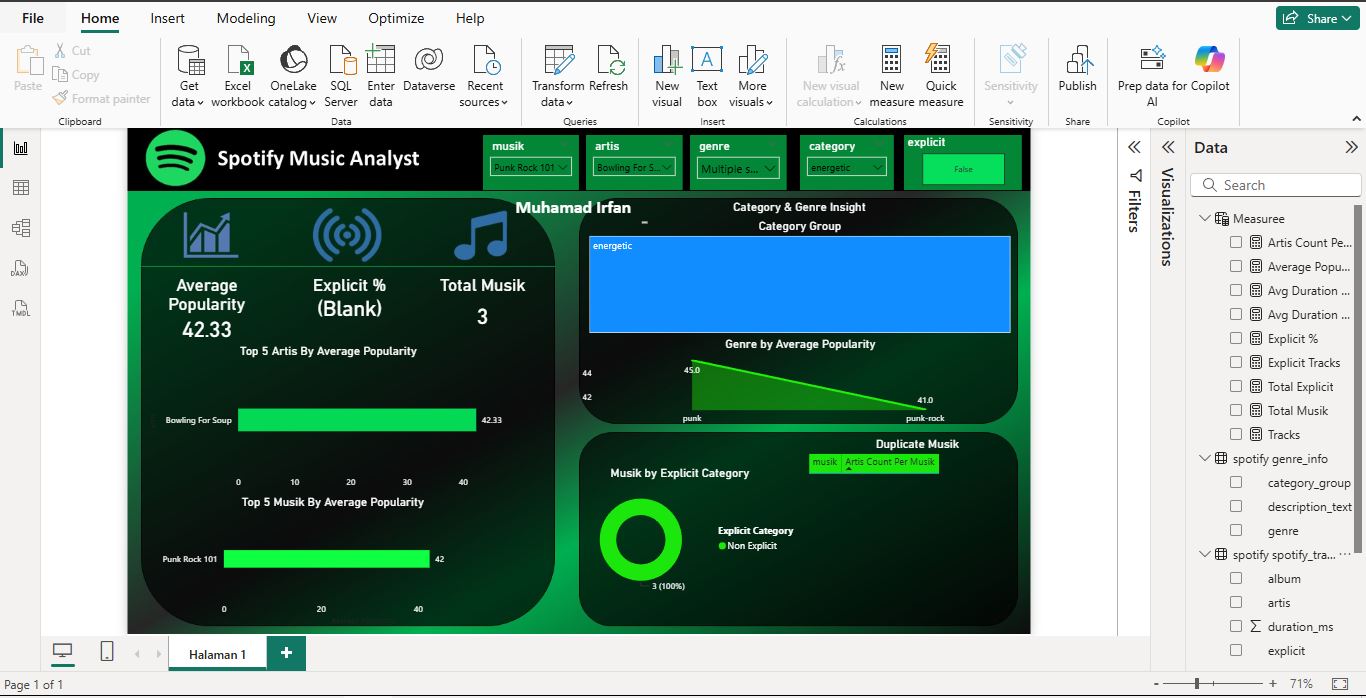 File Home Insert Modeling View Optimize Help Share
Paste
Cut
Copy
Format painter
Clipboard
Get data
Excel workbook
OneLake catalog
SQL Server
Enter data
Dataverse
Recent sources
Data
Transform data
Refresh
Queries
New visual
Text box
More visuals
Insert
New visual calculation
New measure
Quick measure
Calculations
Sensitivity
Sensitivity
Publish
Share
Prep data for AI
Copilot
Copilot
Spotify Music Analyst
musik
Punk Rock 101
artis
Bowling For S...
genre
Multiple s...
category
energetic
explicit
False
Muhamad Irfan
Average Popularity
42.33
Explicit %
(Blank)
Total Musik
3
Top 5 Artis By Average Popularity
Bowling For Soup
42.33
0 10 20 30 40
Top 5 Musik By Average Popularity
Punk Rock 101
42
0 20 40
Category & Genre Insight
Category Group
energetic
Genre by Average Popularity
44
42
45.0
41.0
punk
punk-rock
Duplicate Musik
musik Artis Count Per Musik
Musik by Explicit Category
Explicit Category
Non Explicit
3 (100%)
Filters
Visualizations
Data
Search
Measuree
Artis Count Pe...
Average Popu...
Avg Duration ...
Avg Duration ...
Explicit %
Explicit Tracks
Total Explicit
Total Musik
Tracks
spotify genre_info
category_group
description_text
genre
spotify spotify_tra... ...
album
artis
duration_ms
explicit
Halaman 1
Page 1 of 1
- + 71%